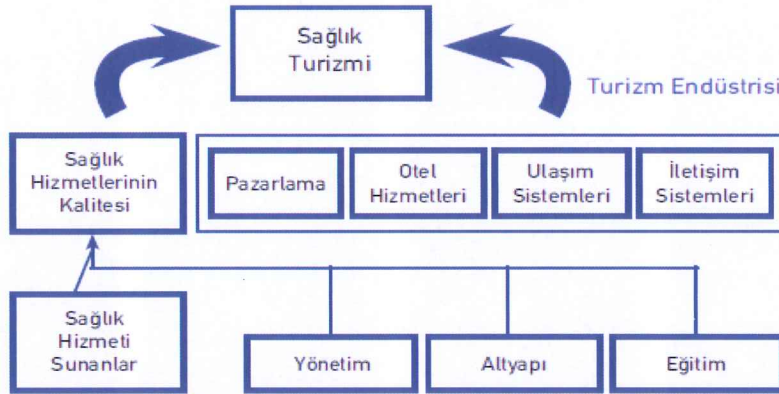 Sağlık
Turizmi
Turizm Endüstrisi
Sağlık
Hizmetlerinin
Kalitesi
Pazarlama
Otel
Hizmetleri
Ulaşım
Sistemleri
İletişim
Sistemleri
Sağlık
Hizmeti
Sunanlar
Yönetim
Altyapı
Eğitim